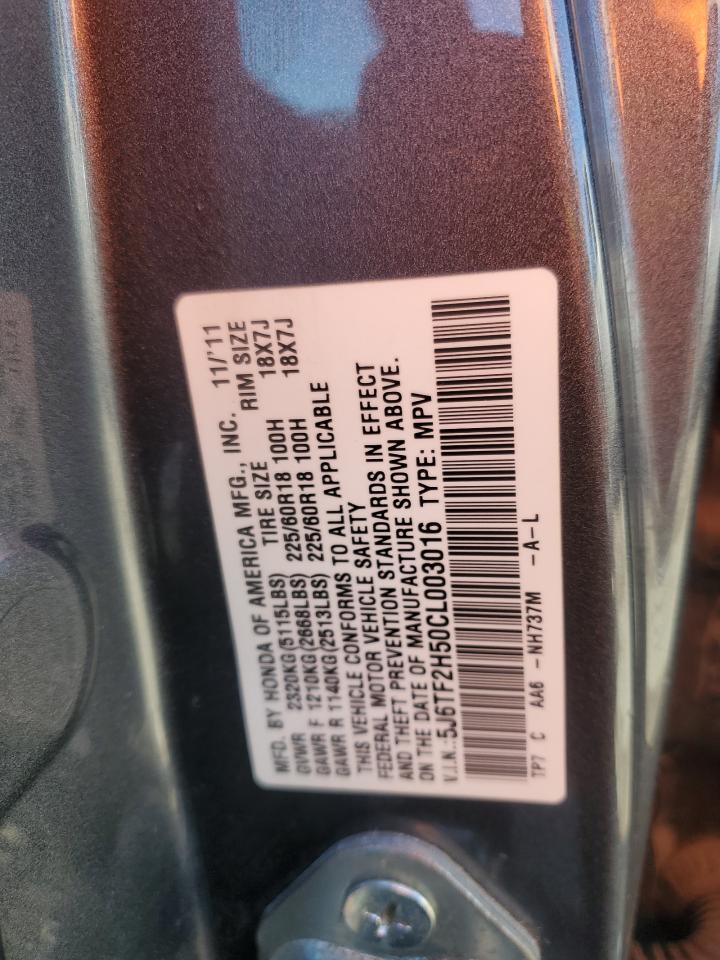 MFD. BY HONDA OF AMERICA MFG., INC. 11/'11
GVWR 2320KG(5115LBS) TIRE SIZE RIM SIZE
GAWR F 1210KG(2668LBS) 225/60R18 100H 18X7J
GAWR R 1140KG(2513LBS) 225/60R18 100H 18X7J
THIS VEHICLE CONFORMS TO ALL APPLICABLE
FEDERAL MOTOR VEHICLE SAFETY
AND THEFT PREVENTION STANDARDS IN EFFECT
ON THE DATE OF MANUFACTURE SHOWN ABOVE.
V.I.N.:5J6TF2H50CL003016 TYPE: MPV
TP7 C AA6 -NH737M -A-L